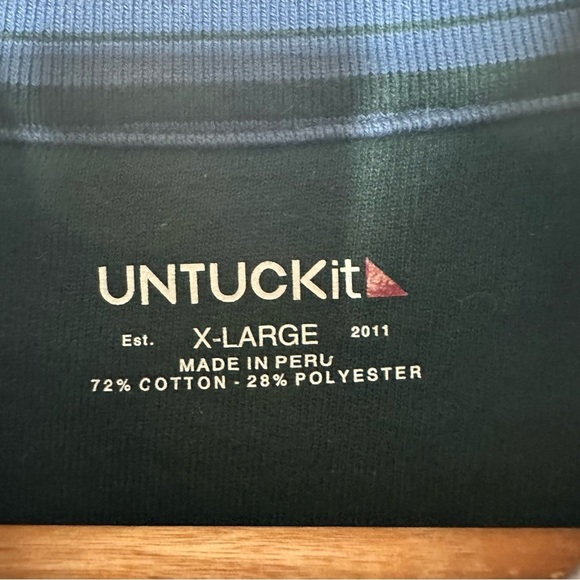 UNTUCKit
Est. X-LARGE 2011
MADE IN PERU
72% COTTON - 28% POLYESTER